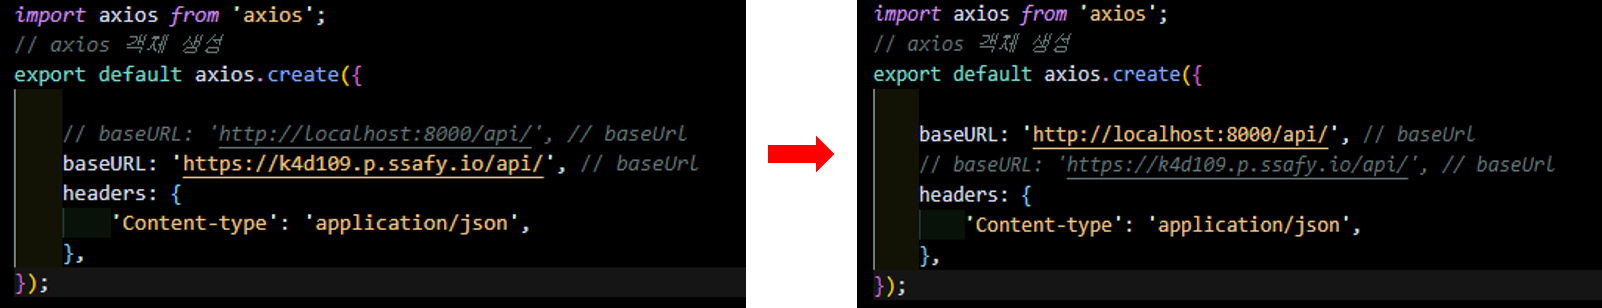 import axios from 'axios';
// axios 객체 생성
export default axios.create({
// baseURL: 'http://localhost:8000/api/', // baseUrl
baseURL: 'https://k4d109.p.ssafy.io/api/', // baseUrl
headers: {
'Content-type': 'application/json',
},
});
import axios from 'axios';
// axios 객체 생성
export default axios.create({
baseURL: 'http://localhost:8000/api/', // baseUrl
// baseURL: 'https://k4d109.p.ssafy.io/api/', // baseUrl
headers: {
'Content-type': 'application/json',
},
});